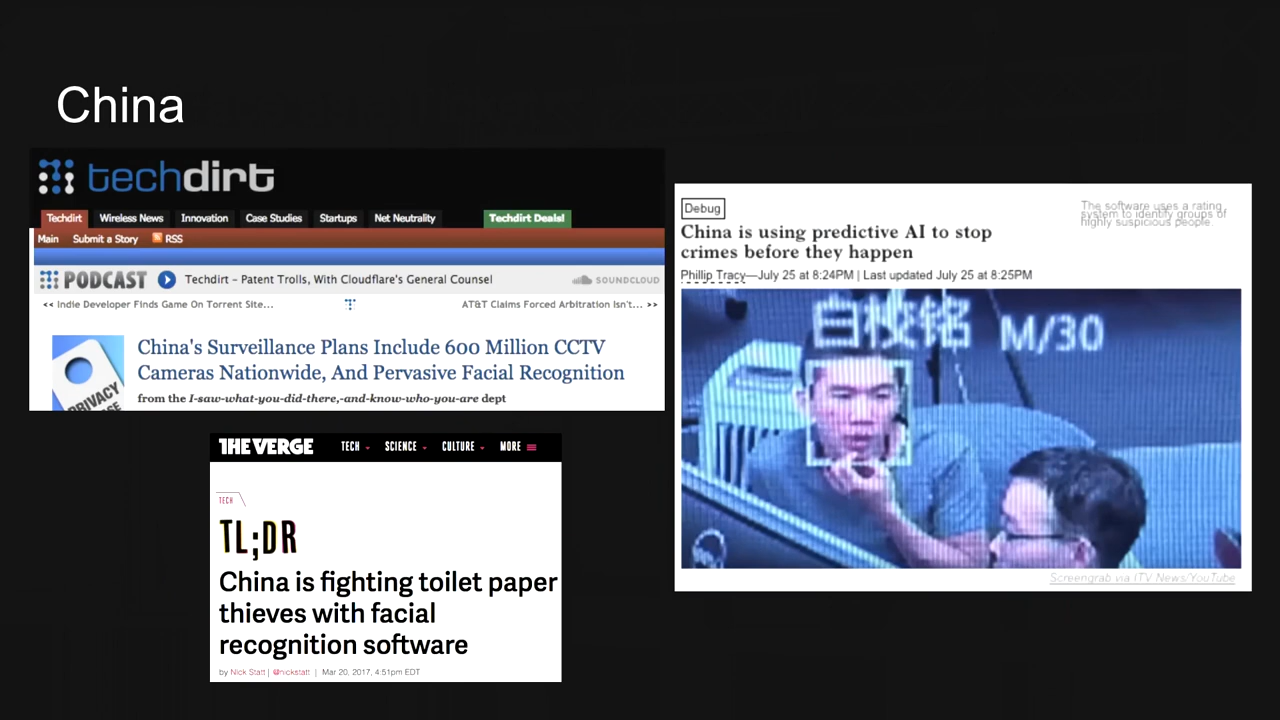 China
techdirt
Techdirt Wireless News Innovation Case Studies Startups Net Neutrality Techdirt Deals!
Main Submit a Story RSS
PODCAST Techdirt – Patent Trolls, With Cloudflare's General Counsel SOUNDCLOUD
<< Indie Developer Finds Game On Torrent Site... AT&T Claims Forced Arbitration Isn't... >>
China's Surveillance Plans Include 600 Million CCTV
Cameras Nationwide, And Pervasive Facial Recognition
from the I-saw-what-you-did-there,-and-know-who-you-are dept
PRIVACY
THE VERGE TECH SCIENCE CULTURE MORE
TECH
TL;DR
China is fighting toilet paper
thieves with facial
recognition software
by Nick Statt | @nickstatt | Mar 20, 2017, 4:51pm EDT
Debug
The software uses a rating
system to identify groups of
highly suspicious people.
China is using predictive AI to stop
crimes before they happen
Phillip Tracy—July 25 at 8:24PM | Last updated July 25 at 8:25PM
白校铭 M/30
Screengrab via ITV News/YouTube